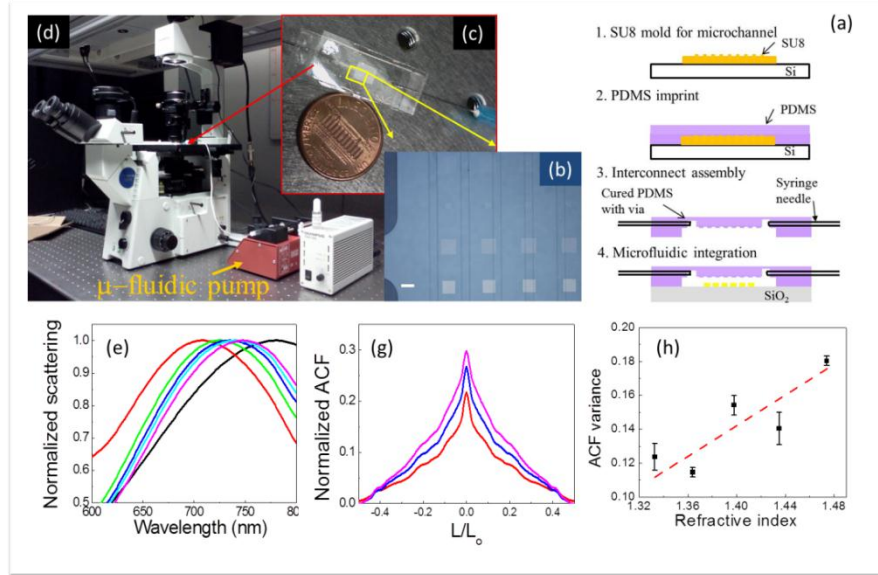 (d)
(c)
(b)
μ-fluidic pump
(a)
1. SU8 mold for microchannel
SU8
Si
2. PDMS imprint
PDMS
Si
3. Interconnect assembly
Cured PDMS
with via
Syringe
needle
4. Microfluidic integration
SiO₂
(e)
Normalized scattering
1.0
0.9
0.8
0.7
0.6
0.5
600 650 700 750 80
Wavelength (nm)
(g)
Normalized ACF
0.3
0.2
0.1
0.0
-0.4 -0.2 0.0 0.2 0.4
L/Lo
(h)
ACF variance
0.20
0.18
0.16
0.14
0.12
0.10
1.32 1.36 1.40 1.44 1.48
Refractive index